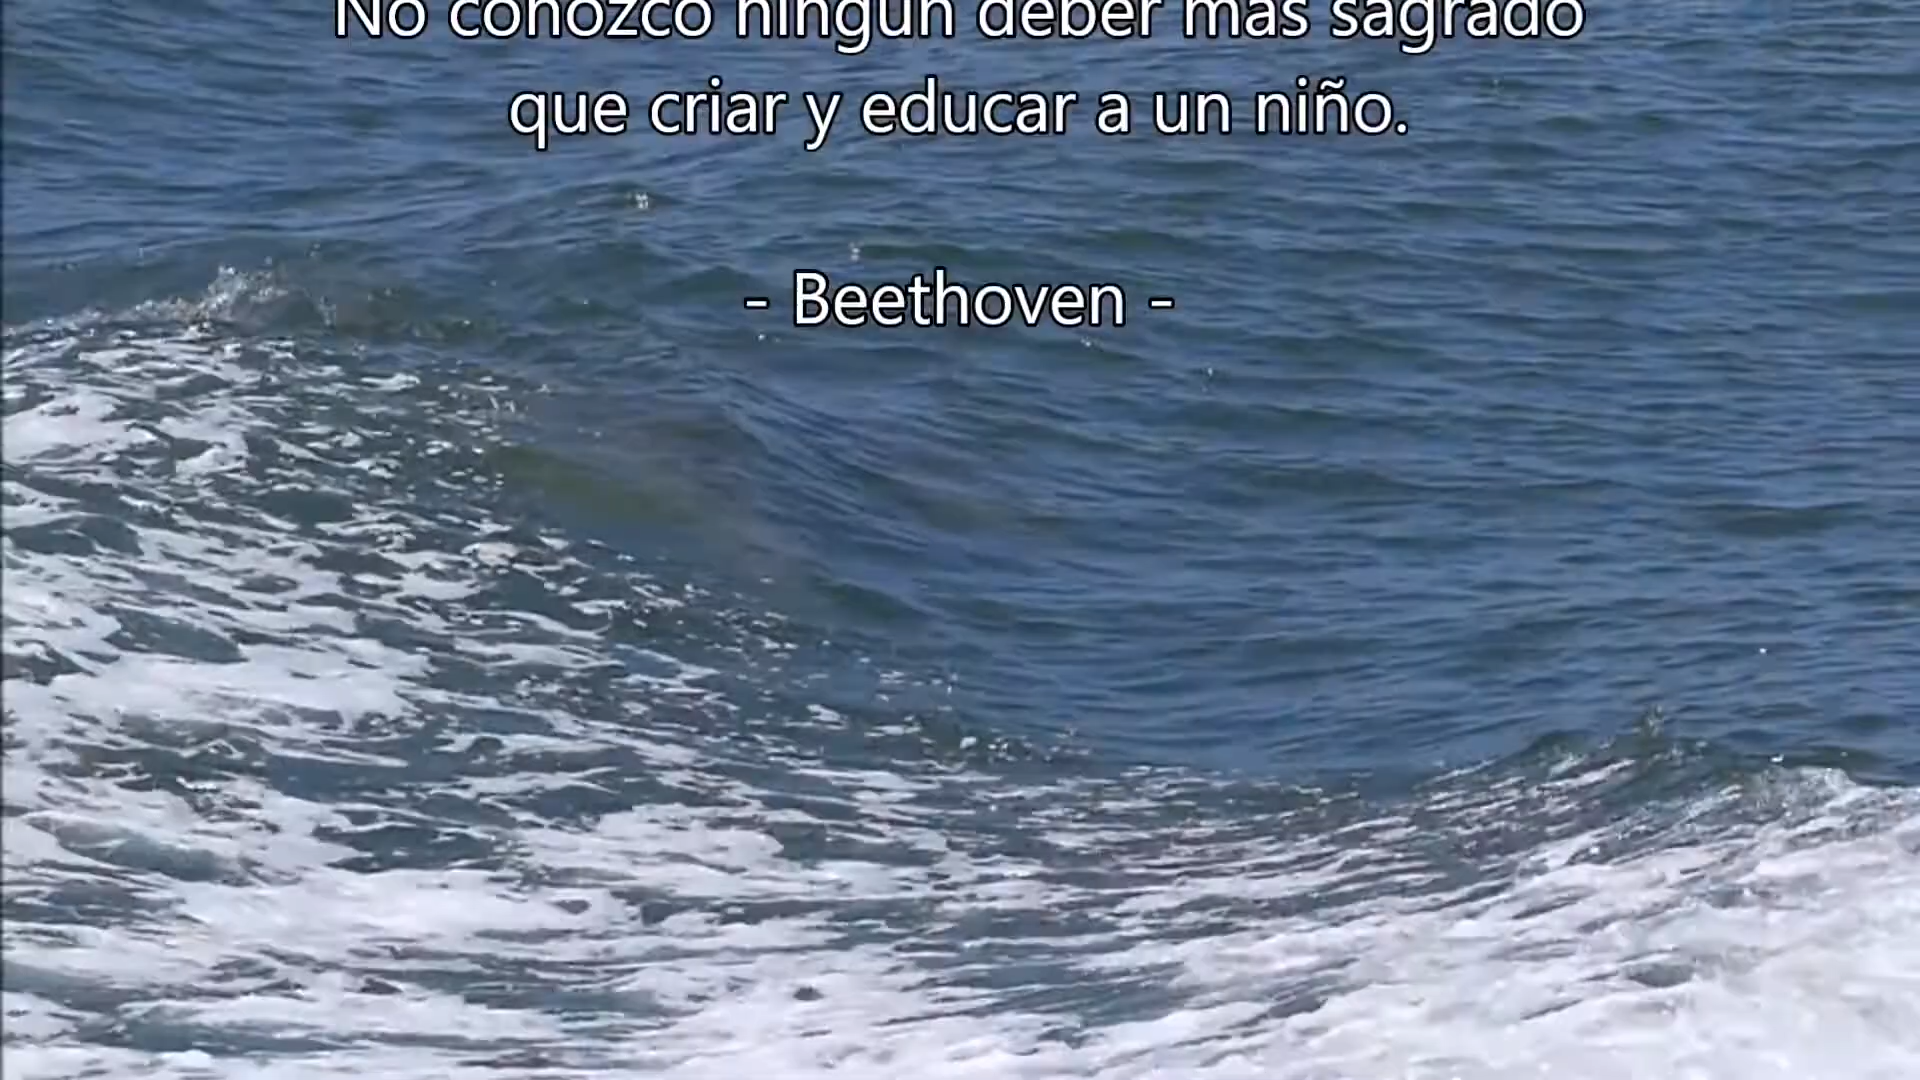 No conozco ningún deber más sagrado
que criar y educar a un niño.
- Beethoven -